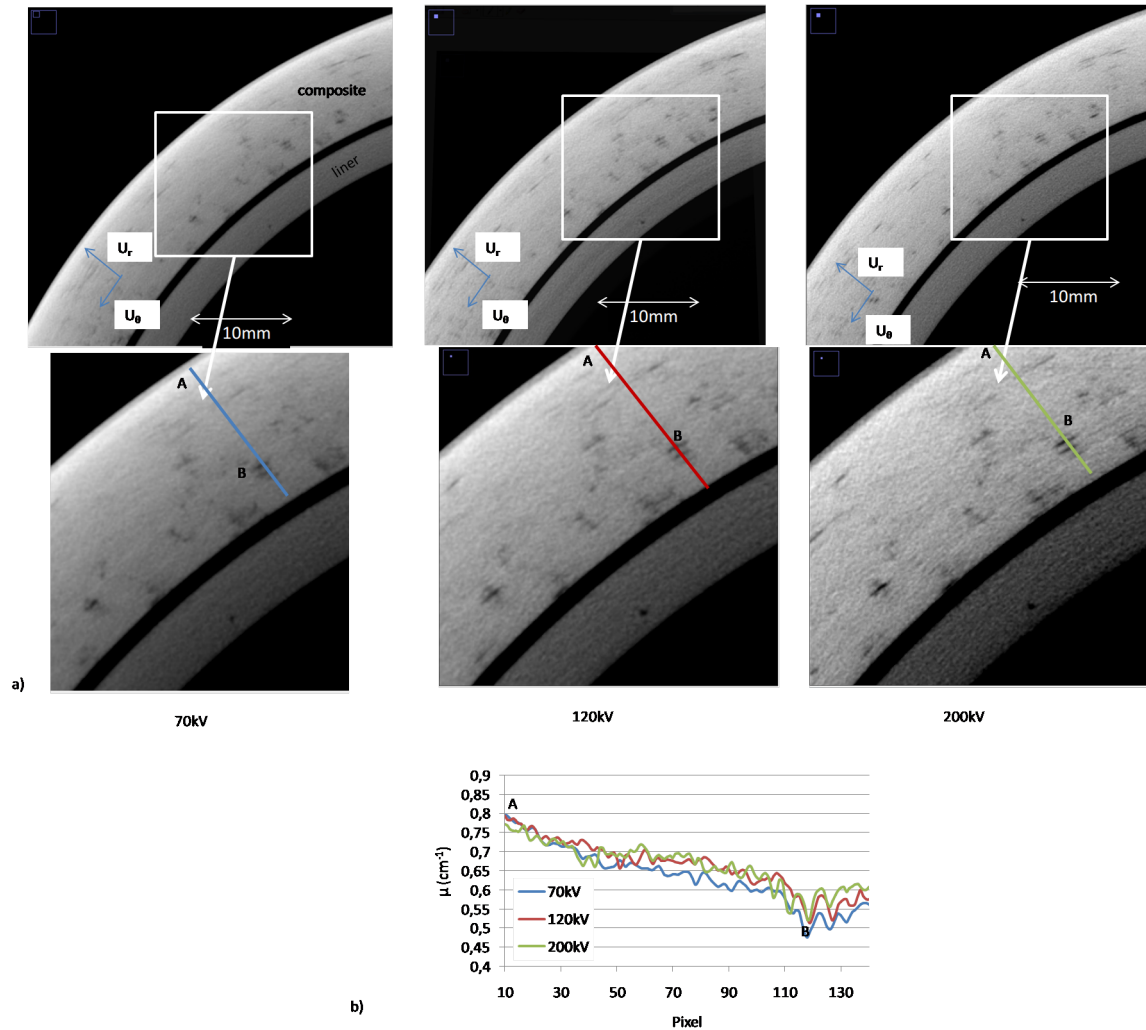 composite
liner
Ur
Uθ
10mm
Ur
Uθ
10mm
Ur
Uθ
10mm
A
B
A
B
A
B
a)
70kV
120kV
200kV
0,9
0,85
0,8
0,75
0,7
0,65
0,6
0,55
0,5
0,45
0,4
μ (cm⁻¹)
A
B
70kV
120kV
200kV
10 30 50 70 90 110 130
Pixel
b)